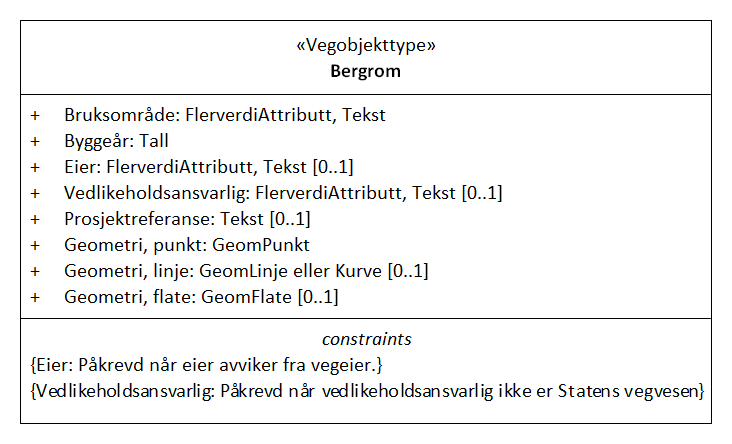 «Vegobjekttype»
Bergrom
+ Bruksområde: FlerverdiAttributt, Tekst
+ Byggeår: Tall
+ Eier: FlerverdiAttributt, Tekst [0..1]
+ Vedlikeholdsansvarlig: FlerverdiAttributt, Tekst [0..1]
+ Prosjektreferanse: Tekst [0..1]
+ Geometri, punkt: GeomPunkt
+ Geometri, linje: GeomLinje eller Kurve [0..1]
+ Geometri, flate: GeomFlate [0..1]
constraints
{Eier: Påkrevd når eier avviker fra vegeier.}
{Vedlikeholdsansvarlig: Påkrevd når vedlikeholdsansvarlig ikke er Statens vegvesen}